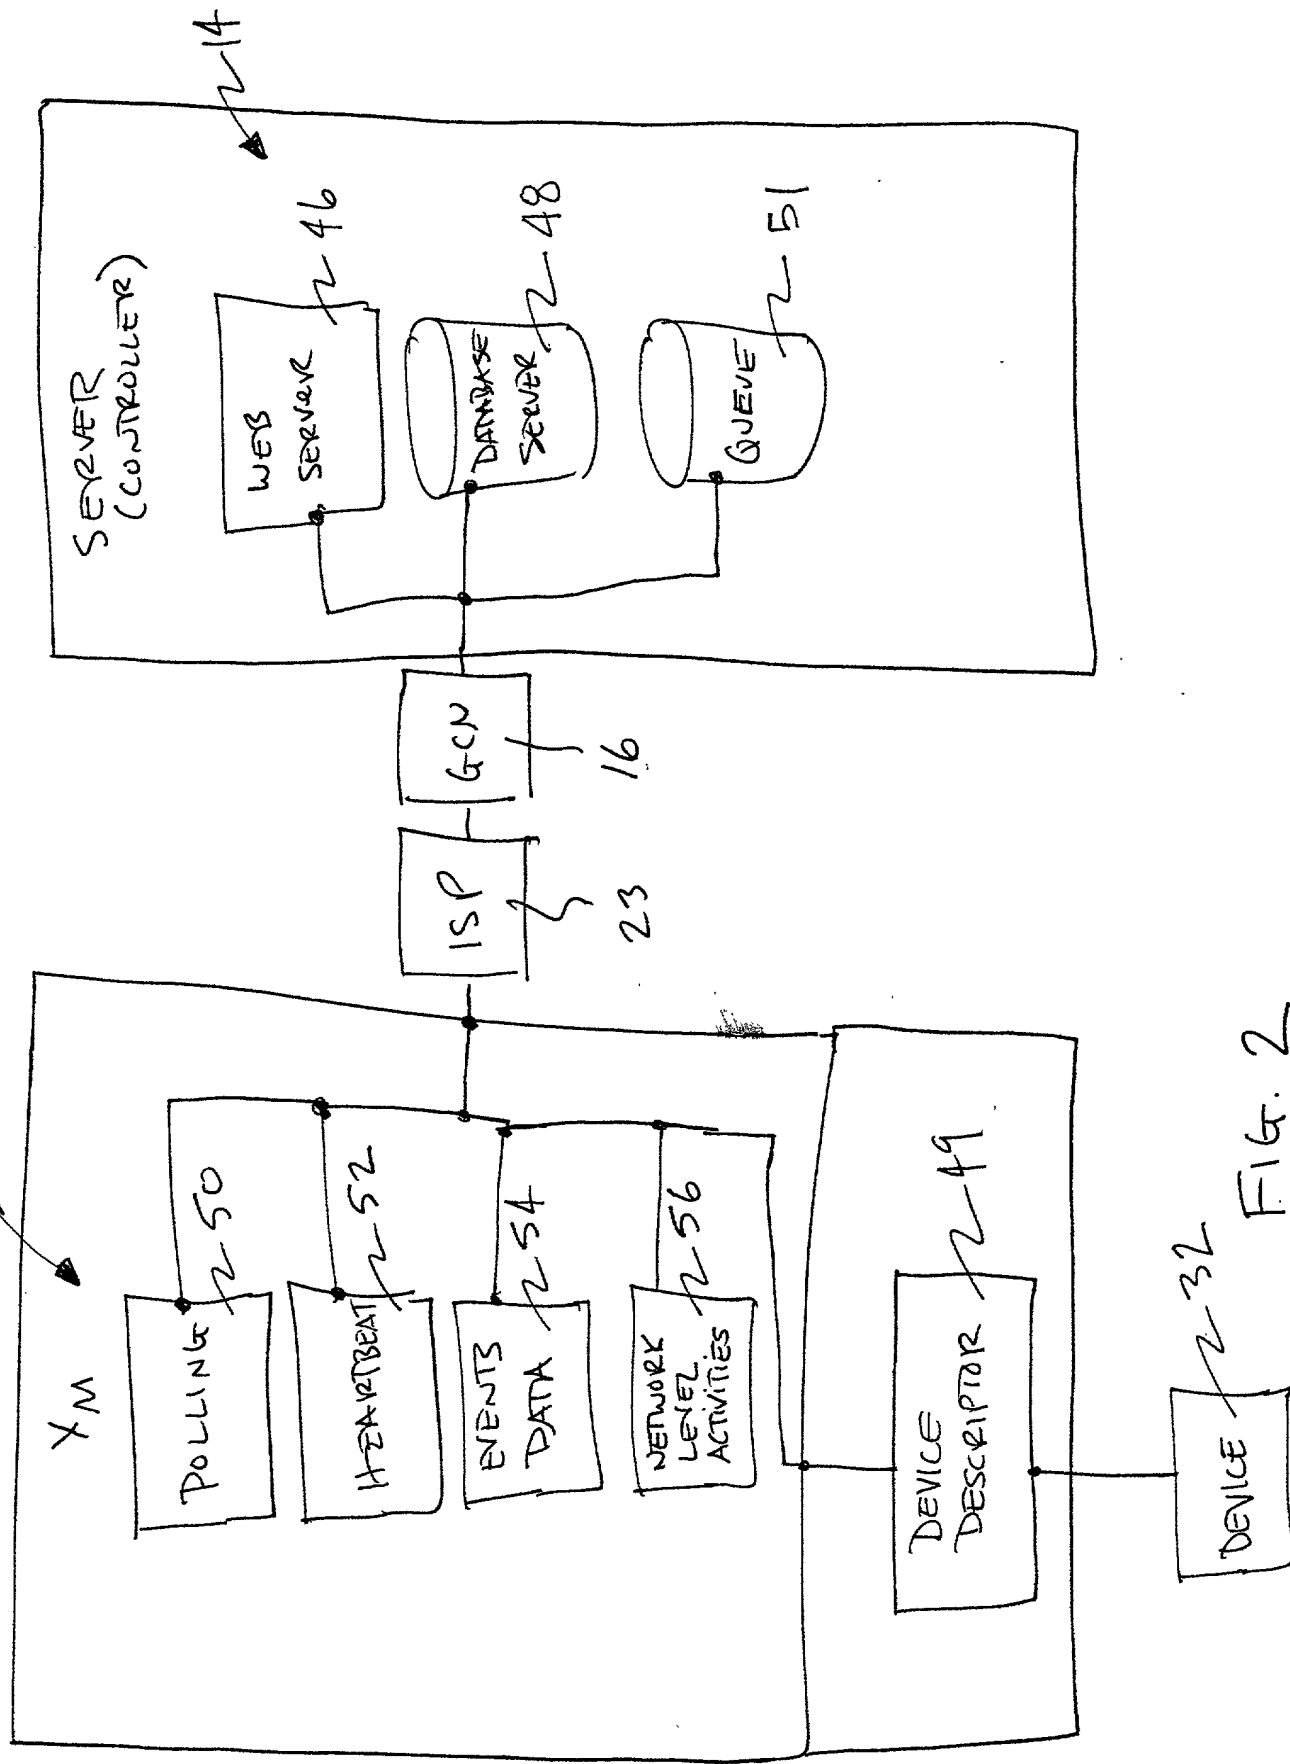 XM
POLLING
50
HEARTBEAT
52
EVENTS
DATA
54
NETWORK
LEVEL
ACTIVITIES
56
DEVICE
DESCRIPTOR
49
DEVICE
32
ISP
23
GCN
16
SERVER
(CONTROLLER)
14
WEB
SERVER
46
DATABASE
SERVER
48
QUEUE
51
FIG. 2